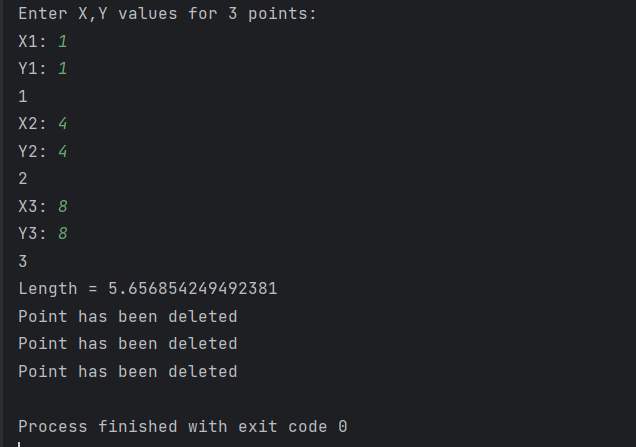 Enter X,Y values for 3 points:
X1: 1
Y1: 1
1
X2: 4
Y2: 4
2
X3: 8
Y3: 8
3
Length = 5.656854249492381
Point has been deleted
Point has been deleted
Point has been deleted
Process finished with exit code 0